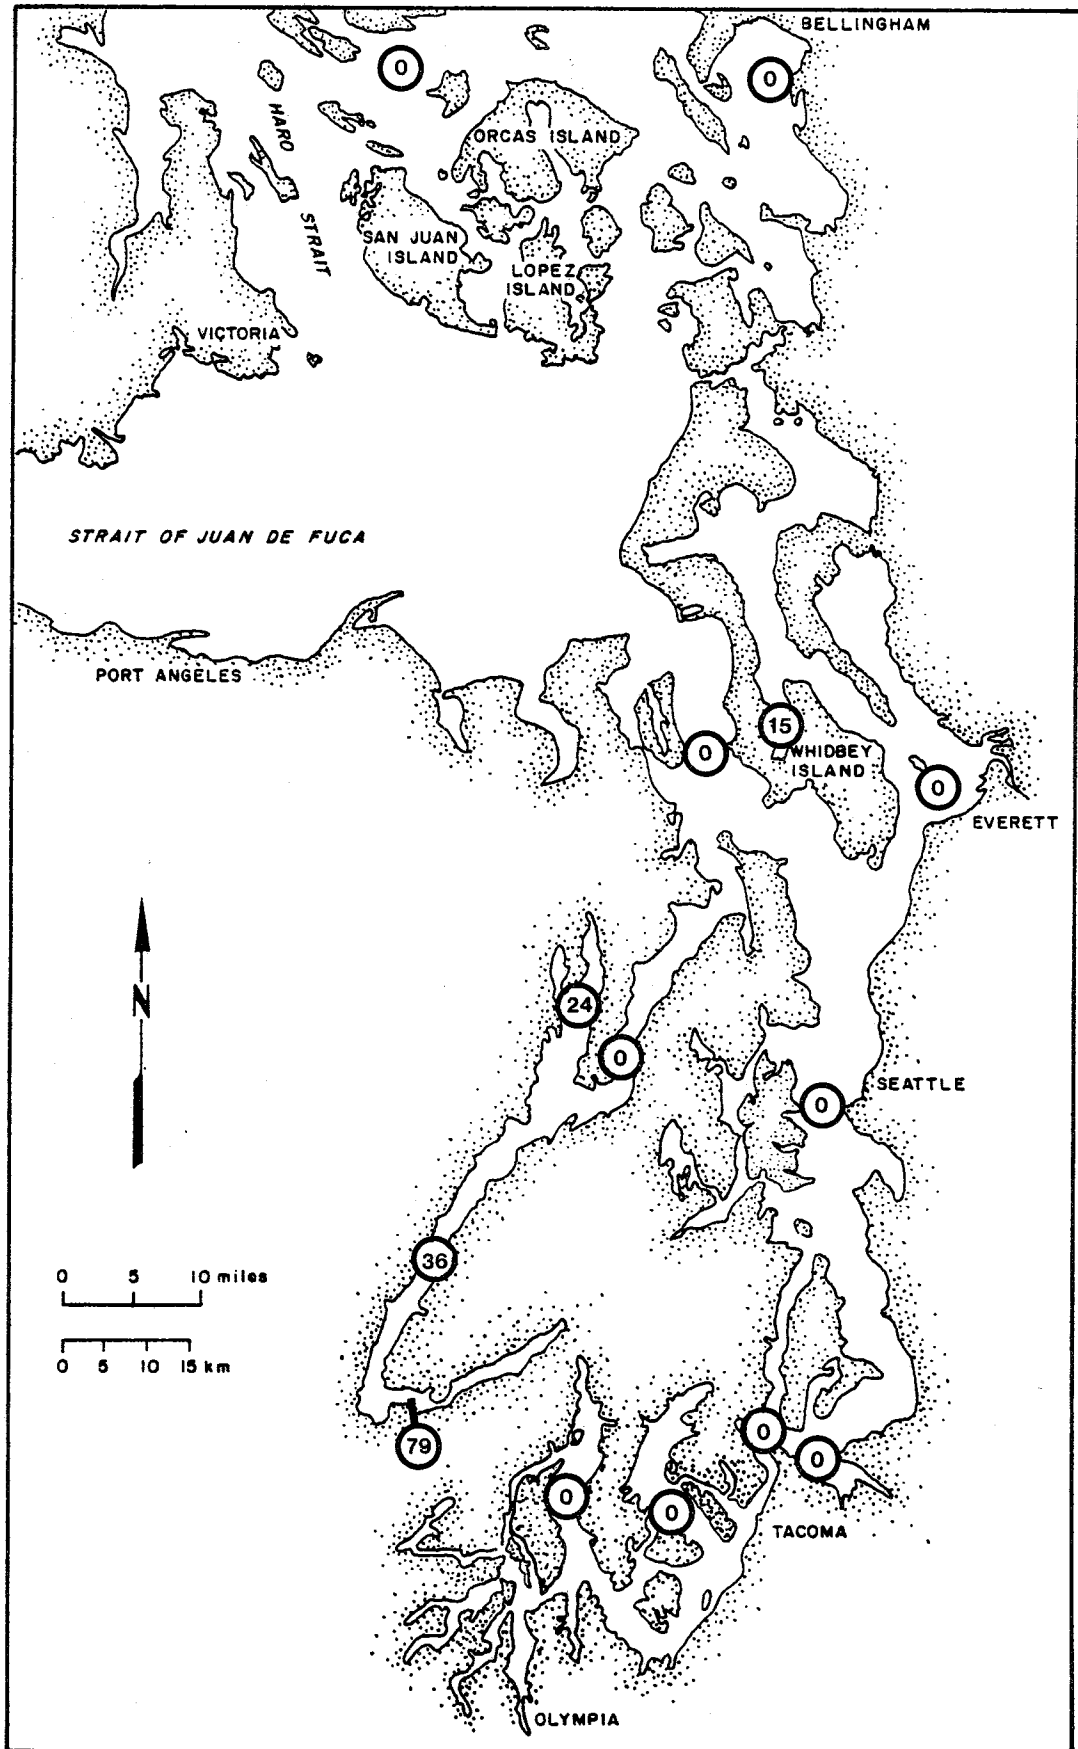 BELLINGHAM
0
0
HARO
STRAIT
ORCAS ISLAND
SAN JUAN
ISLAND
LOPEZ
ISLAND
VICTORIA
STRAIT OF JUAN DE FUCA
PORT ANGELES
15
0
WHIDBEY
ISLAND
0
EVERETT
N
24
0
SEATTLE
0
36
0 5 10 miles
0 5 10 15 km
79
0
0
0
0
TACOMA
OLYMPIA